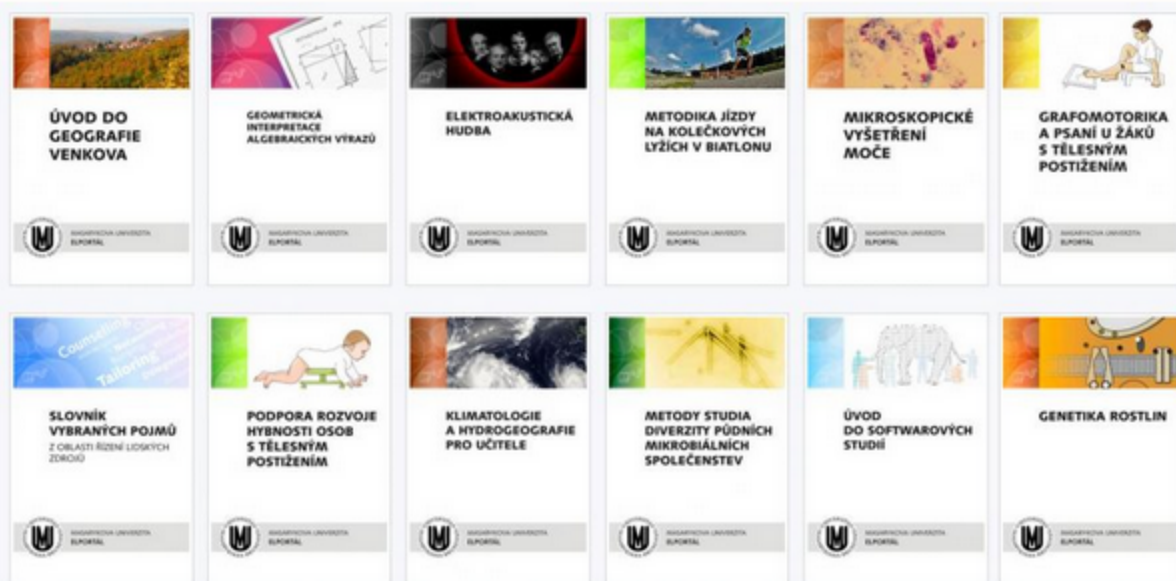 ÚVOD DO
GEOGRAFIE
VENKOVA
MASARYKOVA UNIVERZITA
ELPORTÁL
GEOMETRICKÁ
INTERPRETACE
ALGEBRAICKÝCH VÝRAZŮ
MASARYKOVA UNIVERZITA
ELPORTÁL
ELEKTROAKUSTICKÁ
HUDBA
MASARYKOVA UNIVERZITA
ELPORTÁL
METODIKA JÍZDY
NA KOLEČKOVÝCH
LYŽÍCH V BIATLONU
MASARYKOVA UNIVERZITA
ELPORTÁL
MIKROSKOPICKÉ
VYŠETŘENÍ
MOČE
MASARYKOVA UNIVERZITA
ELPORTÁL
GRAFOMOTORIKA
A PSANÍ U ŽÁKŮ
S TĚLESNÝM
POSTIŽENÍM
MASARYKOVA UNIVERZITA
ELPORTÁL
Counselling
Tailoring
SLOVNÍK
VYBRANÝCH POJMŮ
Z OBLASTI ŘÍZENÍ LIDSKÝCH
ZDROJŮ
MASARYKOVA UNIVERZITA
ELPORTÁL
PODPORA ROZVOJE
HYBNOSTI OSOB
S TĚLESNÝM
POSTIŽENÍM
MASARYKOVA UNIVERZITA
ELPORTÁL
KLIMATOLOGIE
A HYDROGEOGRAFIE
PRO UČITELE
MASARYKOVA UNIVERZITA
ELPORTÁL
METODY STUDIA
DIVERZITY PŮDNÍCH
MIKROBIÁLNÍCH
SPOLEČENSTEV
MASARYKOVA UNIVERZITA
ELPORTÁL
ÚVOD
DO SOFTWAROVÝCH
STUDIÍ
MASARYKOVA UNIVERZITA
ELPORTÁL
GENETIKA ROSTLIN
MASARYKOVA UNIVERZITA
ELPORTÁL